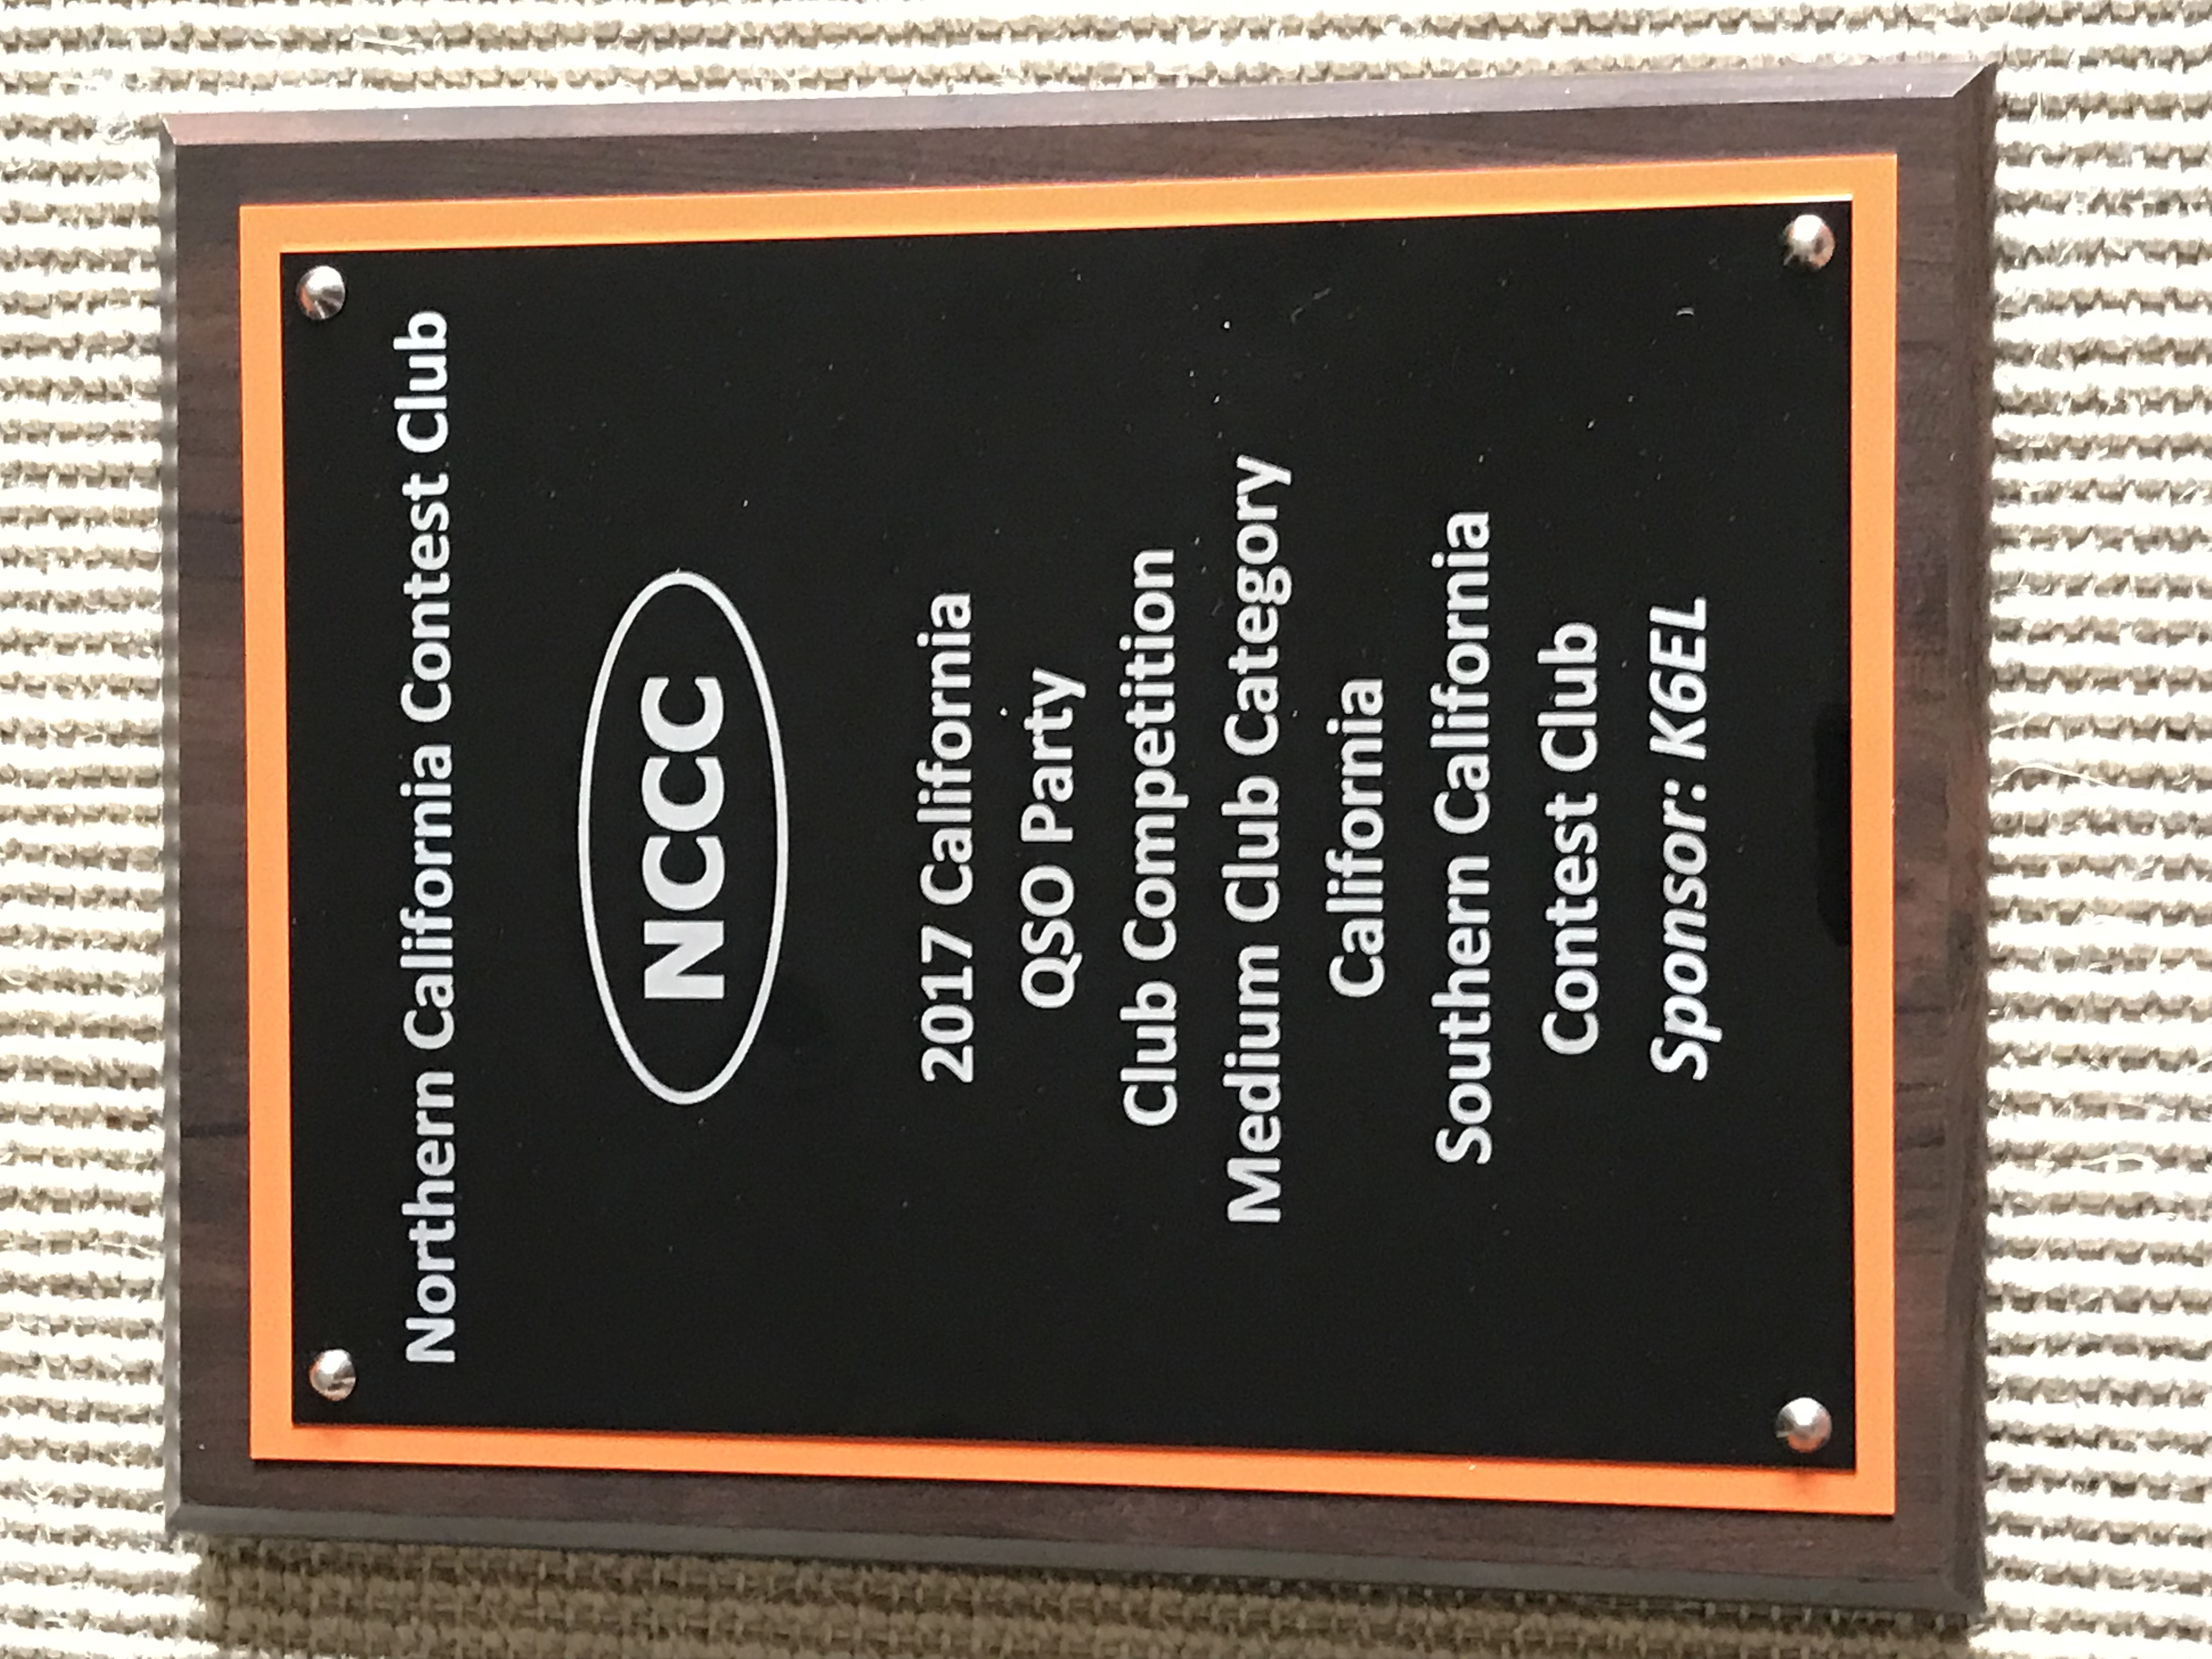 Northern California Contest Club
NCCC
2017 California
QSO Party
Club Competition
Medium Club Category
California
Southern California
Contest Club
Sponsor: K6EL